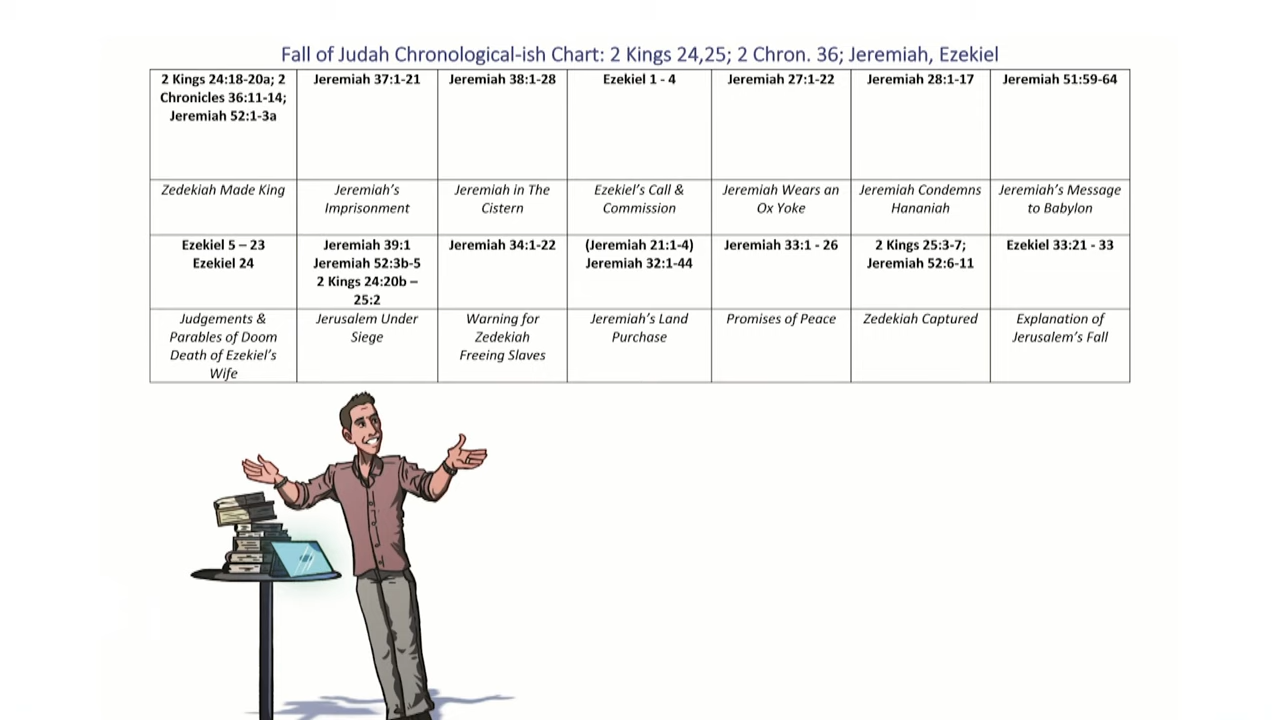 Fall of Judah Chronological-ish Chart: 2 Kings 24,25; 2 Chron. 36; Jeremiah, Ezekiel
2 Kings 24:18-20a; 2
Chronicles 36:11-14;
Jeremiah 52:1-3a
Jeremiah 37:1-21
Jeremiah 38:1-28
Ezekiel 1 - 4
Jeremiah 27:1-22
Jeremiah 28:1-17
Jeremiah 51:59-64
Zedekiah Made King
Jeremiah's
Imprisonment
Jeremiah in The
Cistern
Ezekiel's Call &
Commission
Jeremiah Wears an
Ox Yoke
Jeremiah Condemns
Hananiah
Jeremiah's Message
to Babylon
Ezekiel 5 – 23
Ezekiel 24
Jeremiah 39:1
Jeremiah 52:3b-5
2 Kings 24:20b –
25:2
Jeremiah 34:1-22
(Jeremiah 21:1-4)
Jeremiah 32:1-44
Jeremiah 33:1 - 26
2 Kings 25:3-7;
Jeremiah 52:6-11
Ezekiel 33:21 - 33
Judgements &
Parables of Doom
Death of Ezekiel's
Wife
Jerusalem Under
Siege
Warning for
Zedekiah
Freeing Slaves
Jeremiah's Land
Purchase
Promises of Peace
Zedekiah Captured
Explanation of
Jerusalem's Fall